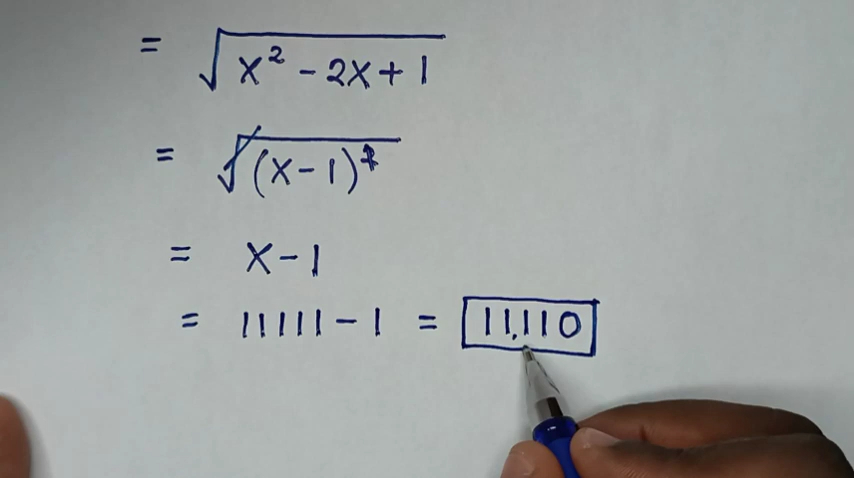 = √(x² - 2x + 1)
= √(x - 1)²
= x - 1
= 11111 - 1 = 11,110